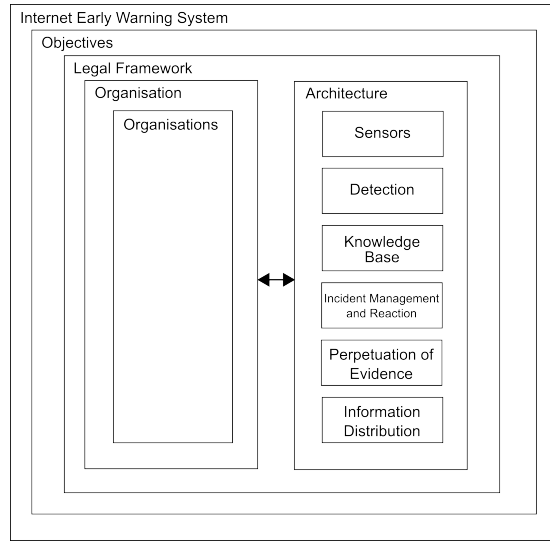 Internet Early Warning System
Objectives
Legal Framework
Organisation
Organisations
Architecture
Sensors
Detection
Knowledge
Base
Incident Management
and Reaction
Perpetuation of
Evidence
Information
Distribution